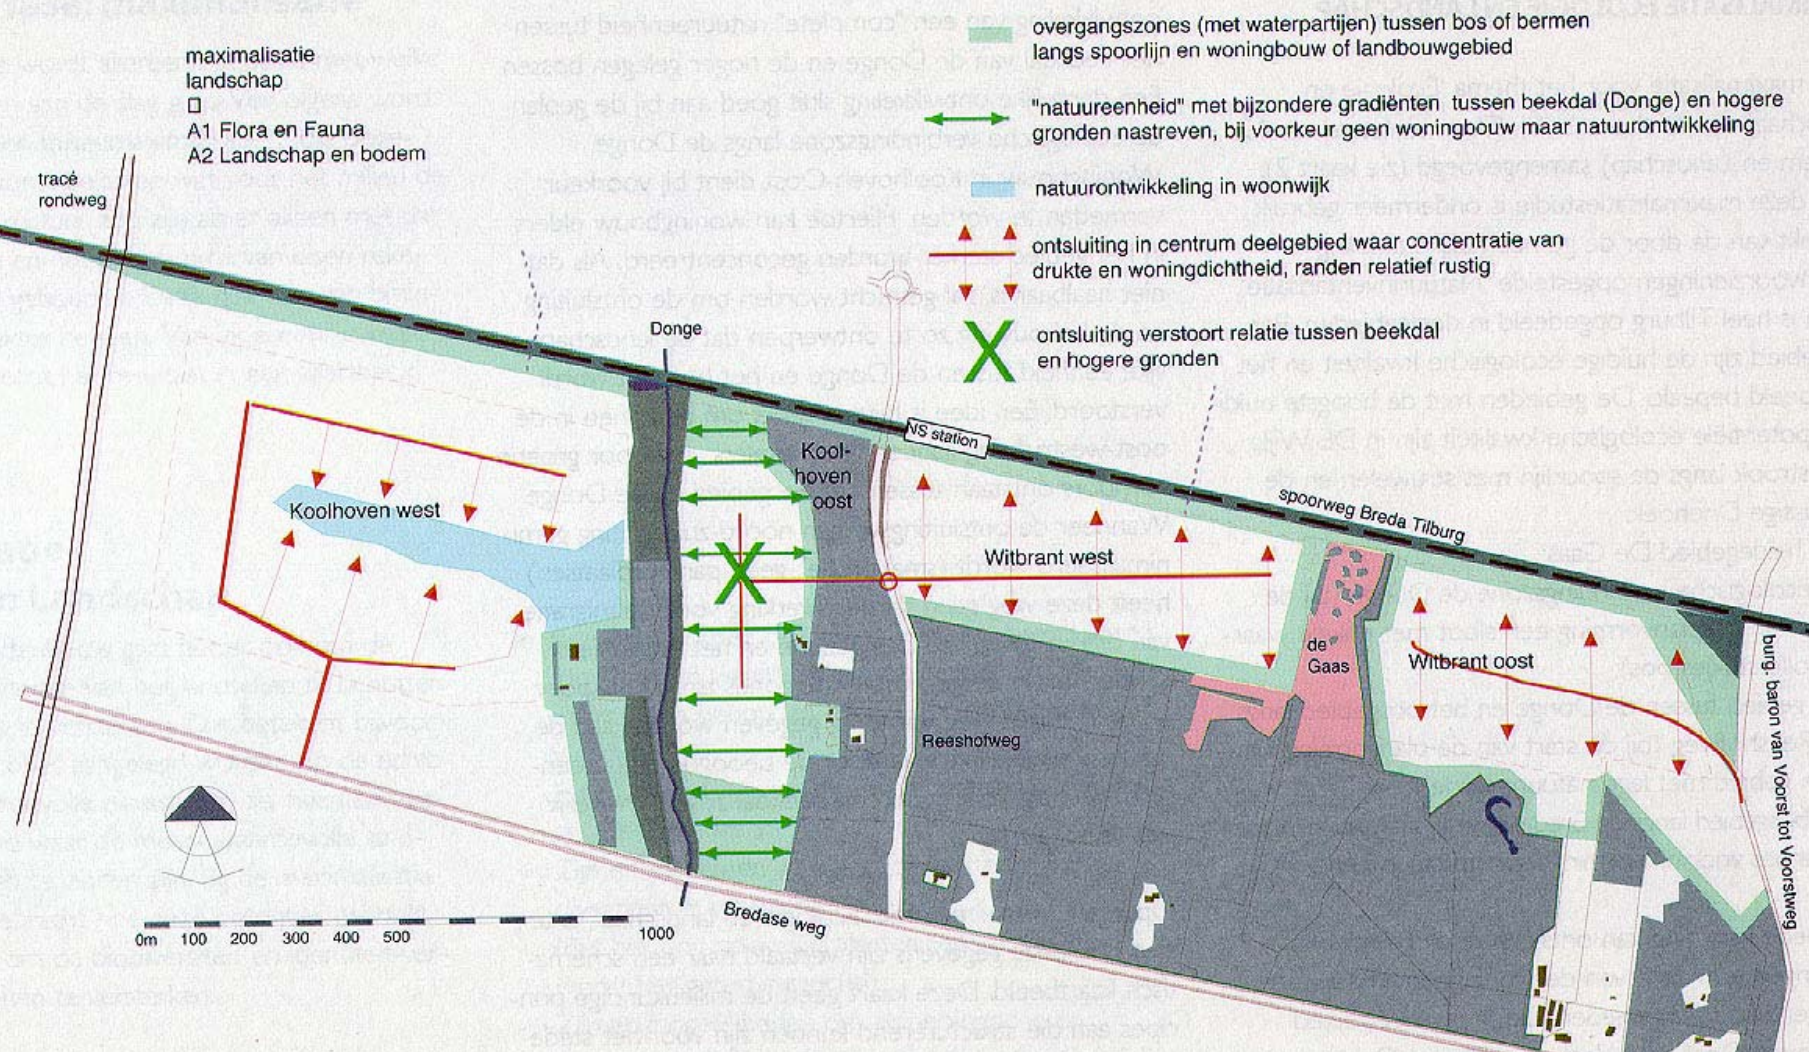 maximalisatie
landschap
A1 Flora en Fauna
A2 Landschap en bodem
overgangszones (met waterpartijen) tussen bos of bermen
langs spoorlijn en woningbouw of landbouwgebied
"natuureenheid" met bijzondere gradiënten tussen beekdal (Donge) en hogere
gronden nastreven, bij voorkeur geen woningbouw maar natuurontwikkeling
natuurontwikkeling in woonwijk
ontsluiting in centrum deelgebied waar concentratie van
drukte en woningdichtheid, randen relatief rustig
ontsluiting verstoort relatie tussen beekdal
en hogere gronden
tracé
rondweg
Donge
NS station
Kool-
hoven
oost
Koolhoven west
spoorweg Breda Tilburg
Witbrant west
de
Gaas
Witbrant oost
Reeshofweg
burg. baron van Voorst tot Voorstweg
Bredase weg
0m 100 200 300 400 500 1000